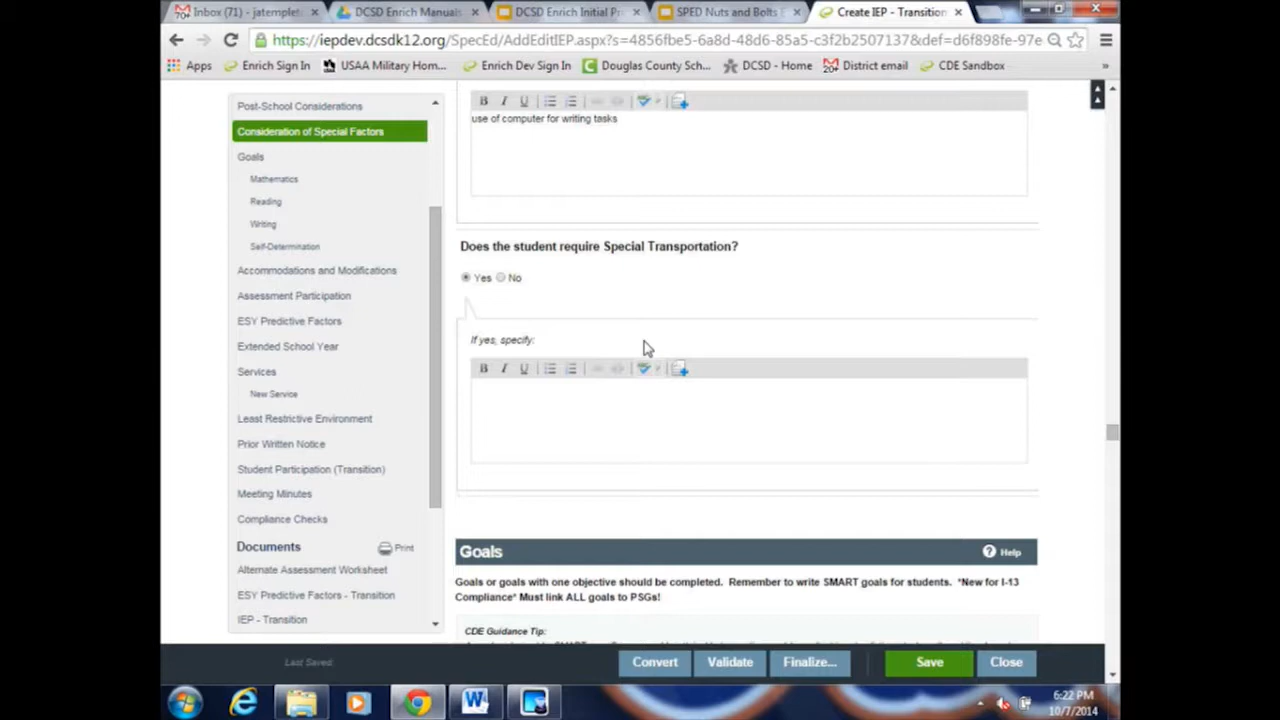 Inbox (71) - jatemplet
DCSD Enrich Manuals
DCSD Enrich Initial Pr
SPED Nuts and Bolts
Create IEP - Transition
https://iepdev.dcsdk12.org/SpecEd/AddEditIEP.aspx?s=4856fbe5-6a8d-48d6-85a5-c3f2b2507137&def=d6f898fe-97e
Apps
Enrich Sign In
USAA Military Hom...
Enrich Dev Sign In
Douglas County Sch...
DCSD - Home
District email
CDE Sandbox
»
Post-School Considerations
Consideration of Special Factors
Goals
Mathematics
Reading
Writing
Self-Determination
Accommodations and Modifications
Assessment Participation
ESY Predictive Factors
Extended School Year
Services
New Service
Least Restrictive Environment
Prior Written Notice
Student Participation (Transition)
Meeting Minutes
Compliance Checks
Documents
Print
Alternate Assessment Worksheet
ESY Predictive Factors - Transition
IEP - Transition
B I U
use of computer for writing tasks
Does the student require Special Transportation?
Yes No
If yes, specify:
B I U
Goals
Help
Goals or goals with one objective should be completed. Remember to write SMART goals for students. *New for I-13
Compliance* Must link ALL goals to PSGs!
CDE Guidance Tip:
Last Saved:
Convert
Validate
Finalize...
Save
Close
6:22 PM
10/7/2014